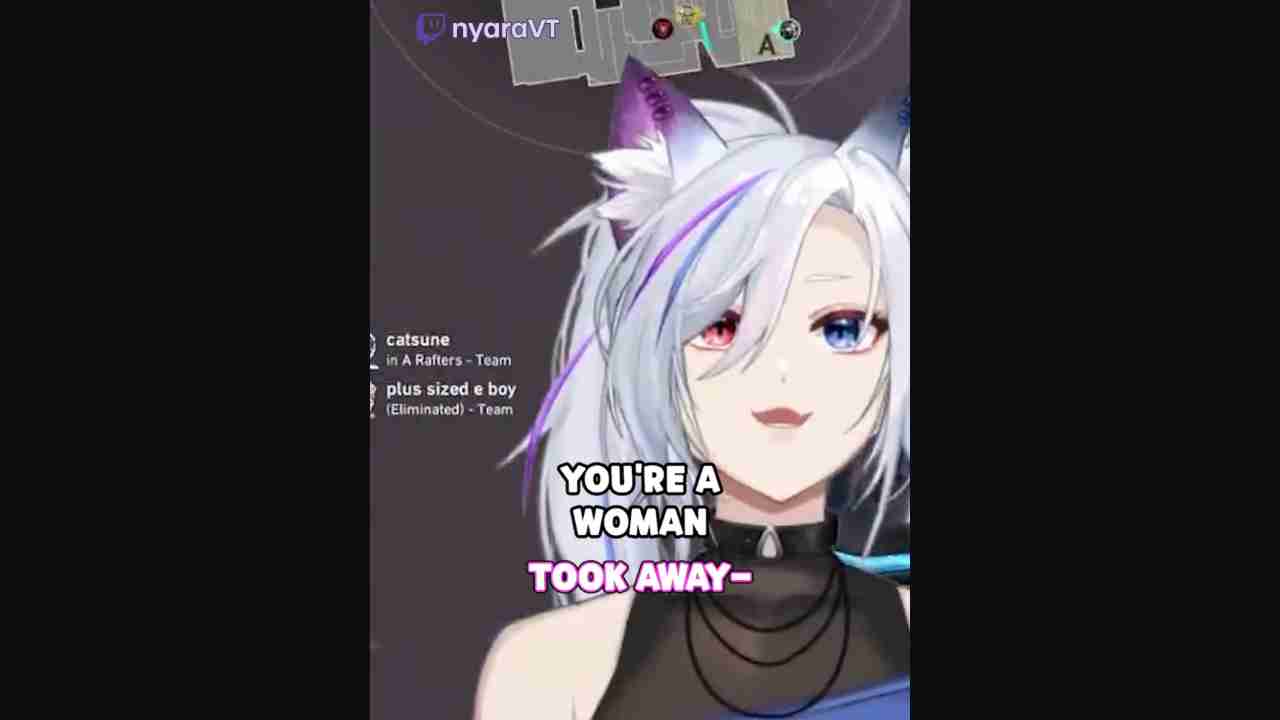 nyaraVT
A
catsune
in A Rafters - Team
plus sized e boy
(Eliminated) - Team
YOU'RE A
WOMAN
TOOK AWAY-